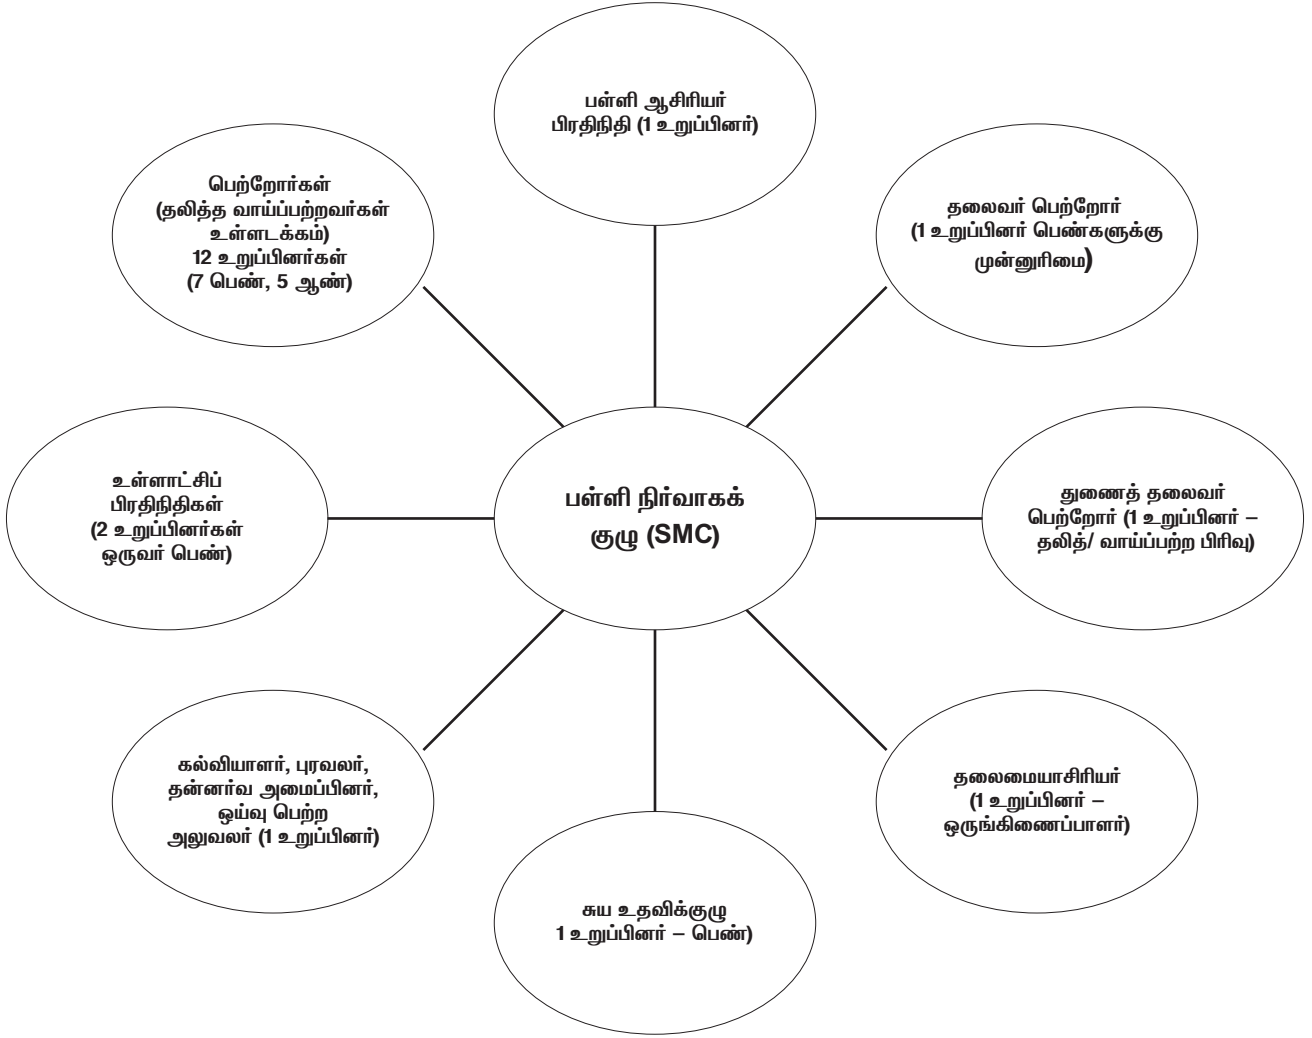 பள்ளி ஆசிரியர்
பிரதிநிதி (1 உறுப்பினர்)
பெற்றோர்கள்
(தலித்த வாய்ப்பற்றவர்கள்
உள்ளடக்கம்)
12 உறுப்பினர்கள்
(7 பெண், 5 ஆண்)
தலைவர் பெற்றோர்
(1 உறுப்பினர் பெண்களுக்கு
முன்னுரிமை)
உள்ளாட்சிப்
பிரதிநிதிகள்
(2 உறுப்பினர்கள்
ஒருவர் பெண்)
பள்ளி நிர்வாகக்
குழு (SMC)
துணைத் தலைவர்
பெற்றோர் (1 உறுப்பினர் –
தலித்/ வாய்ப்பற்ற பிரிவு)
கல்வியாளர், புரவலர்,
தன்னர்வ அமைப்பினர்,
ஒய்வு பெற்ற
அலுவலர் (1 உறுப்பினர்)
தலைமையாசிரியர்
(1 உறுப்பினர் –
ஒருங்கிணைப்பாளர்)
சுய உதவிக்குழு
1 உறுப்பினர் – பெண்)